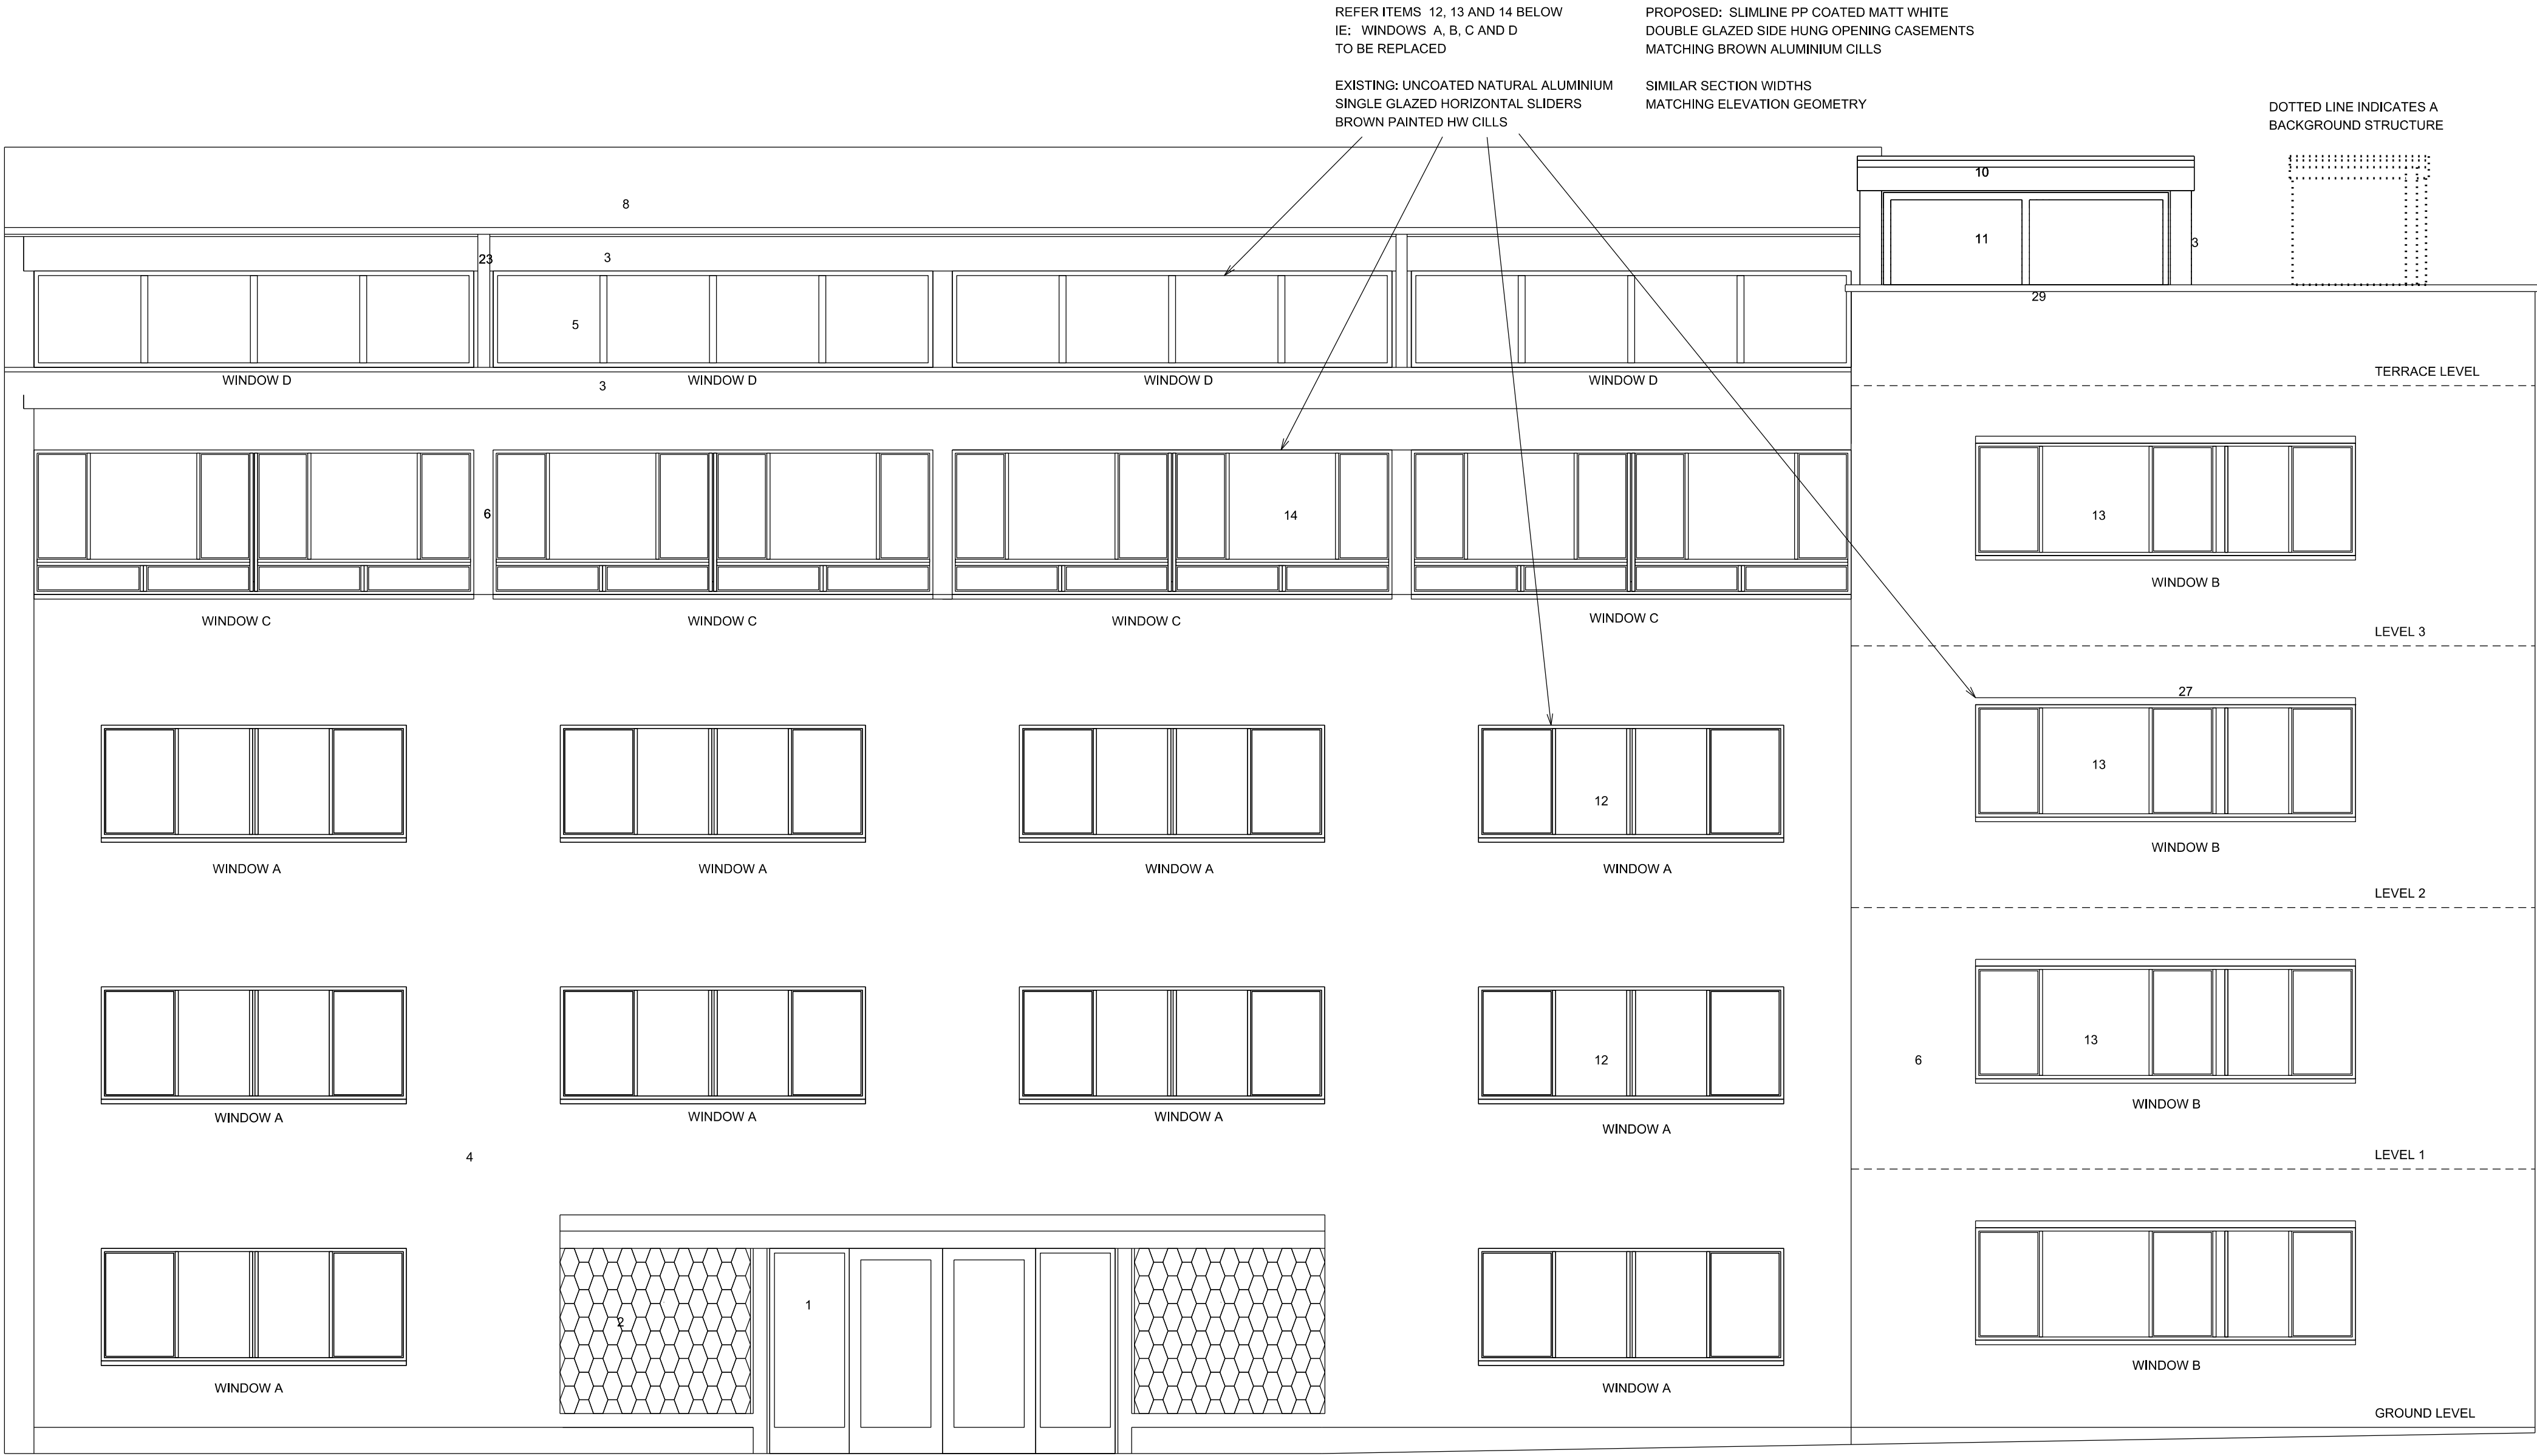 REFER ITEMS 12, 13 AND 14 BELOW
IE: WINDOWS A, B, C AND D
TO BE REPLACED
EXISTING: UNCOATED NATURAL ALUMINIUM
SINGLE GLAZED HORIZONTAL SLIDERS
BROWN PAINTED HW CILLS
PROPOSED: SLIMLINE PP COATED MATT WHITE
DOUBLE GLAZED SIDE HUNG OPENING CASEMENTS
MATCHING BROWN ALUMINIUM CILLS
SIMILAR SECTION WIDTHS
MATCHING ELEVATION GEOMETRY
DOTTED LINE INDICATES A
BACKGROUND STRUCTURE
10
8
11
3
23
3
29
5
TERRACE LEVEL
WINDOW D
3
WINDOW D
WINDOW D
WINDOW D
6
14
13
WINDOW B
WINDOW C
WINDOW C
WINDOW C
WINDOW C
LEVEL 3
27
13
12
WINDOW B
WINDOW A
WINDOW A
WINDOW A
WINDOW A
LEVEL 2
13
12
6
WINDOW B
WINDOW A
WINDOW A
WINDOW A
WINDOW A
4
LEVEL 1
1
2
WINDOW B
WINDOW A
WINDOW A
GROUND LEVEL